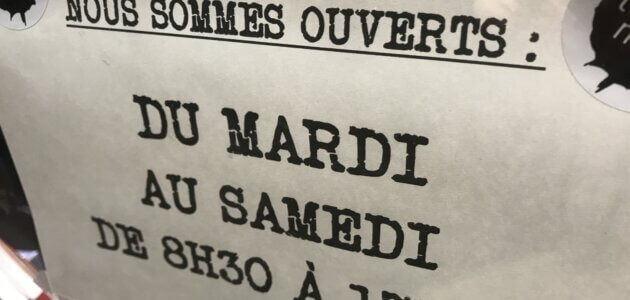 NOUS SOMMES OUVERTS :
DU MARDI
AU SAMEDI
DE 8H30 À